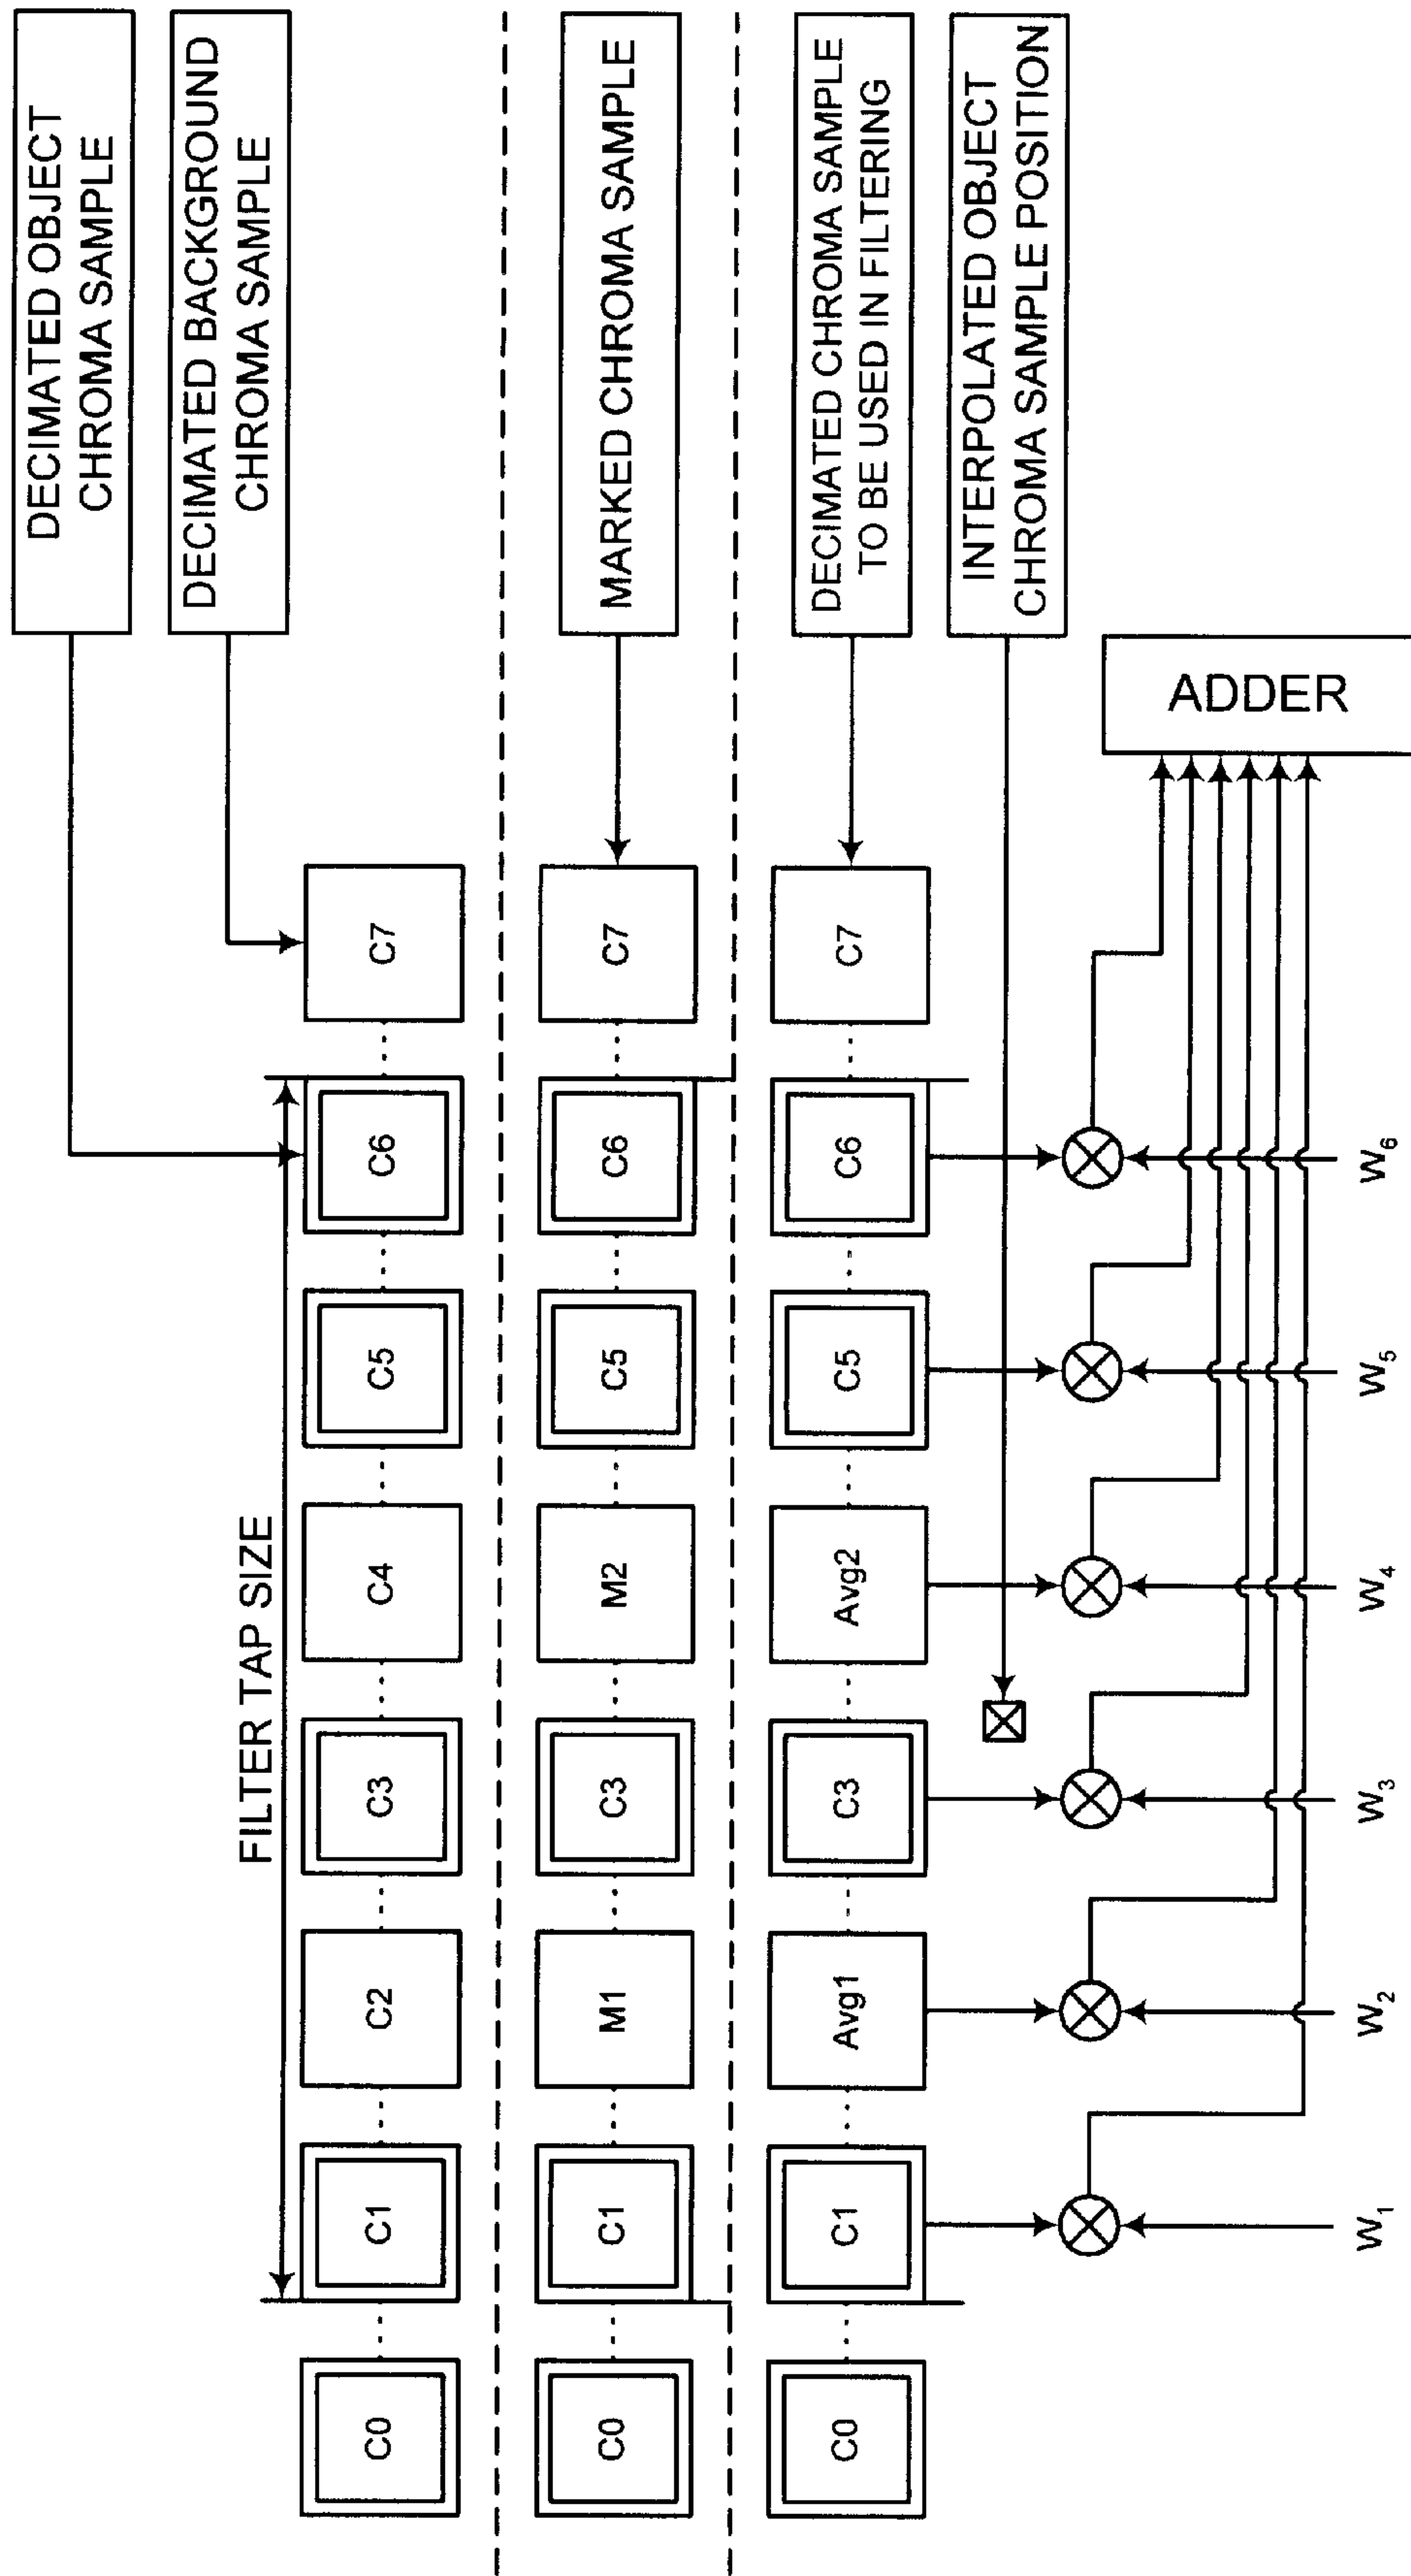 DECIMATED OBJECT
CHROMA SAMPLE
DECIMATED BACKGROUND
CHROMA SAMPLE
FILTER TAP SIZE
C0
C1
C2
C3
C4
C5
C6
C7
MARKED CHROMA SAMPLE
C0
C1
M1
C3
M2
C5
C6
C7
DECIMATED CHROMA SAMPLE
TO BE USED IN FILTERING
C0
C1
Avg1
C3
Avg2
C5
C6
C7
INTERPOLATED OBJECT
CHROMA SAMPLE POSITION
ADDER
W1
W2
W3
W4
W5
W6